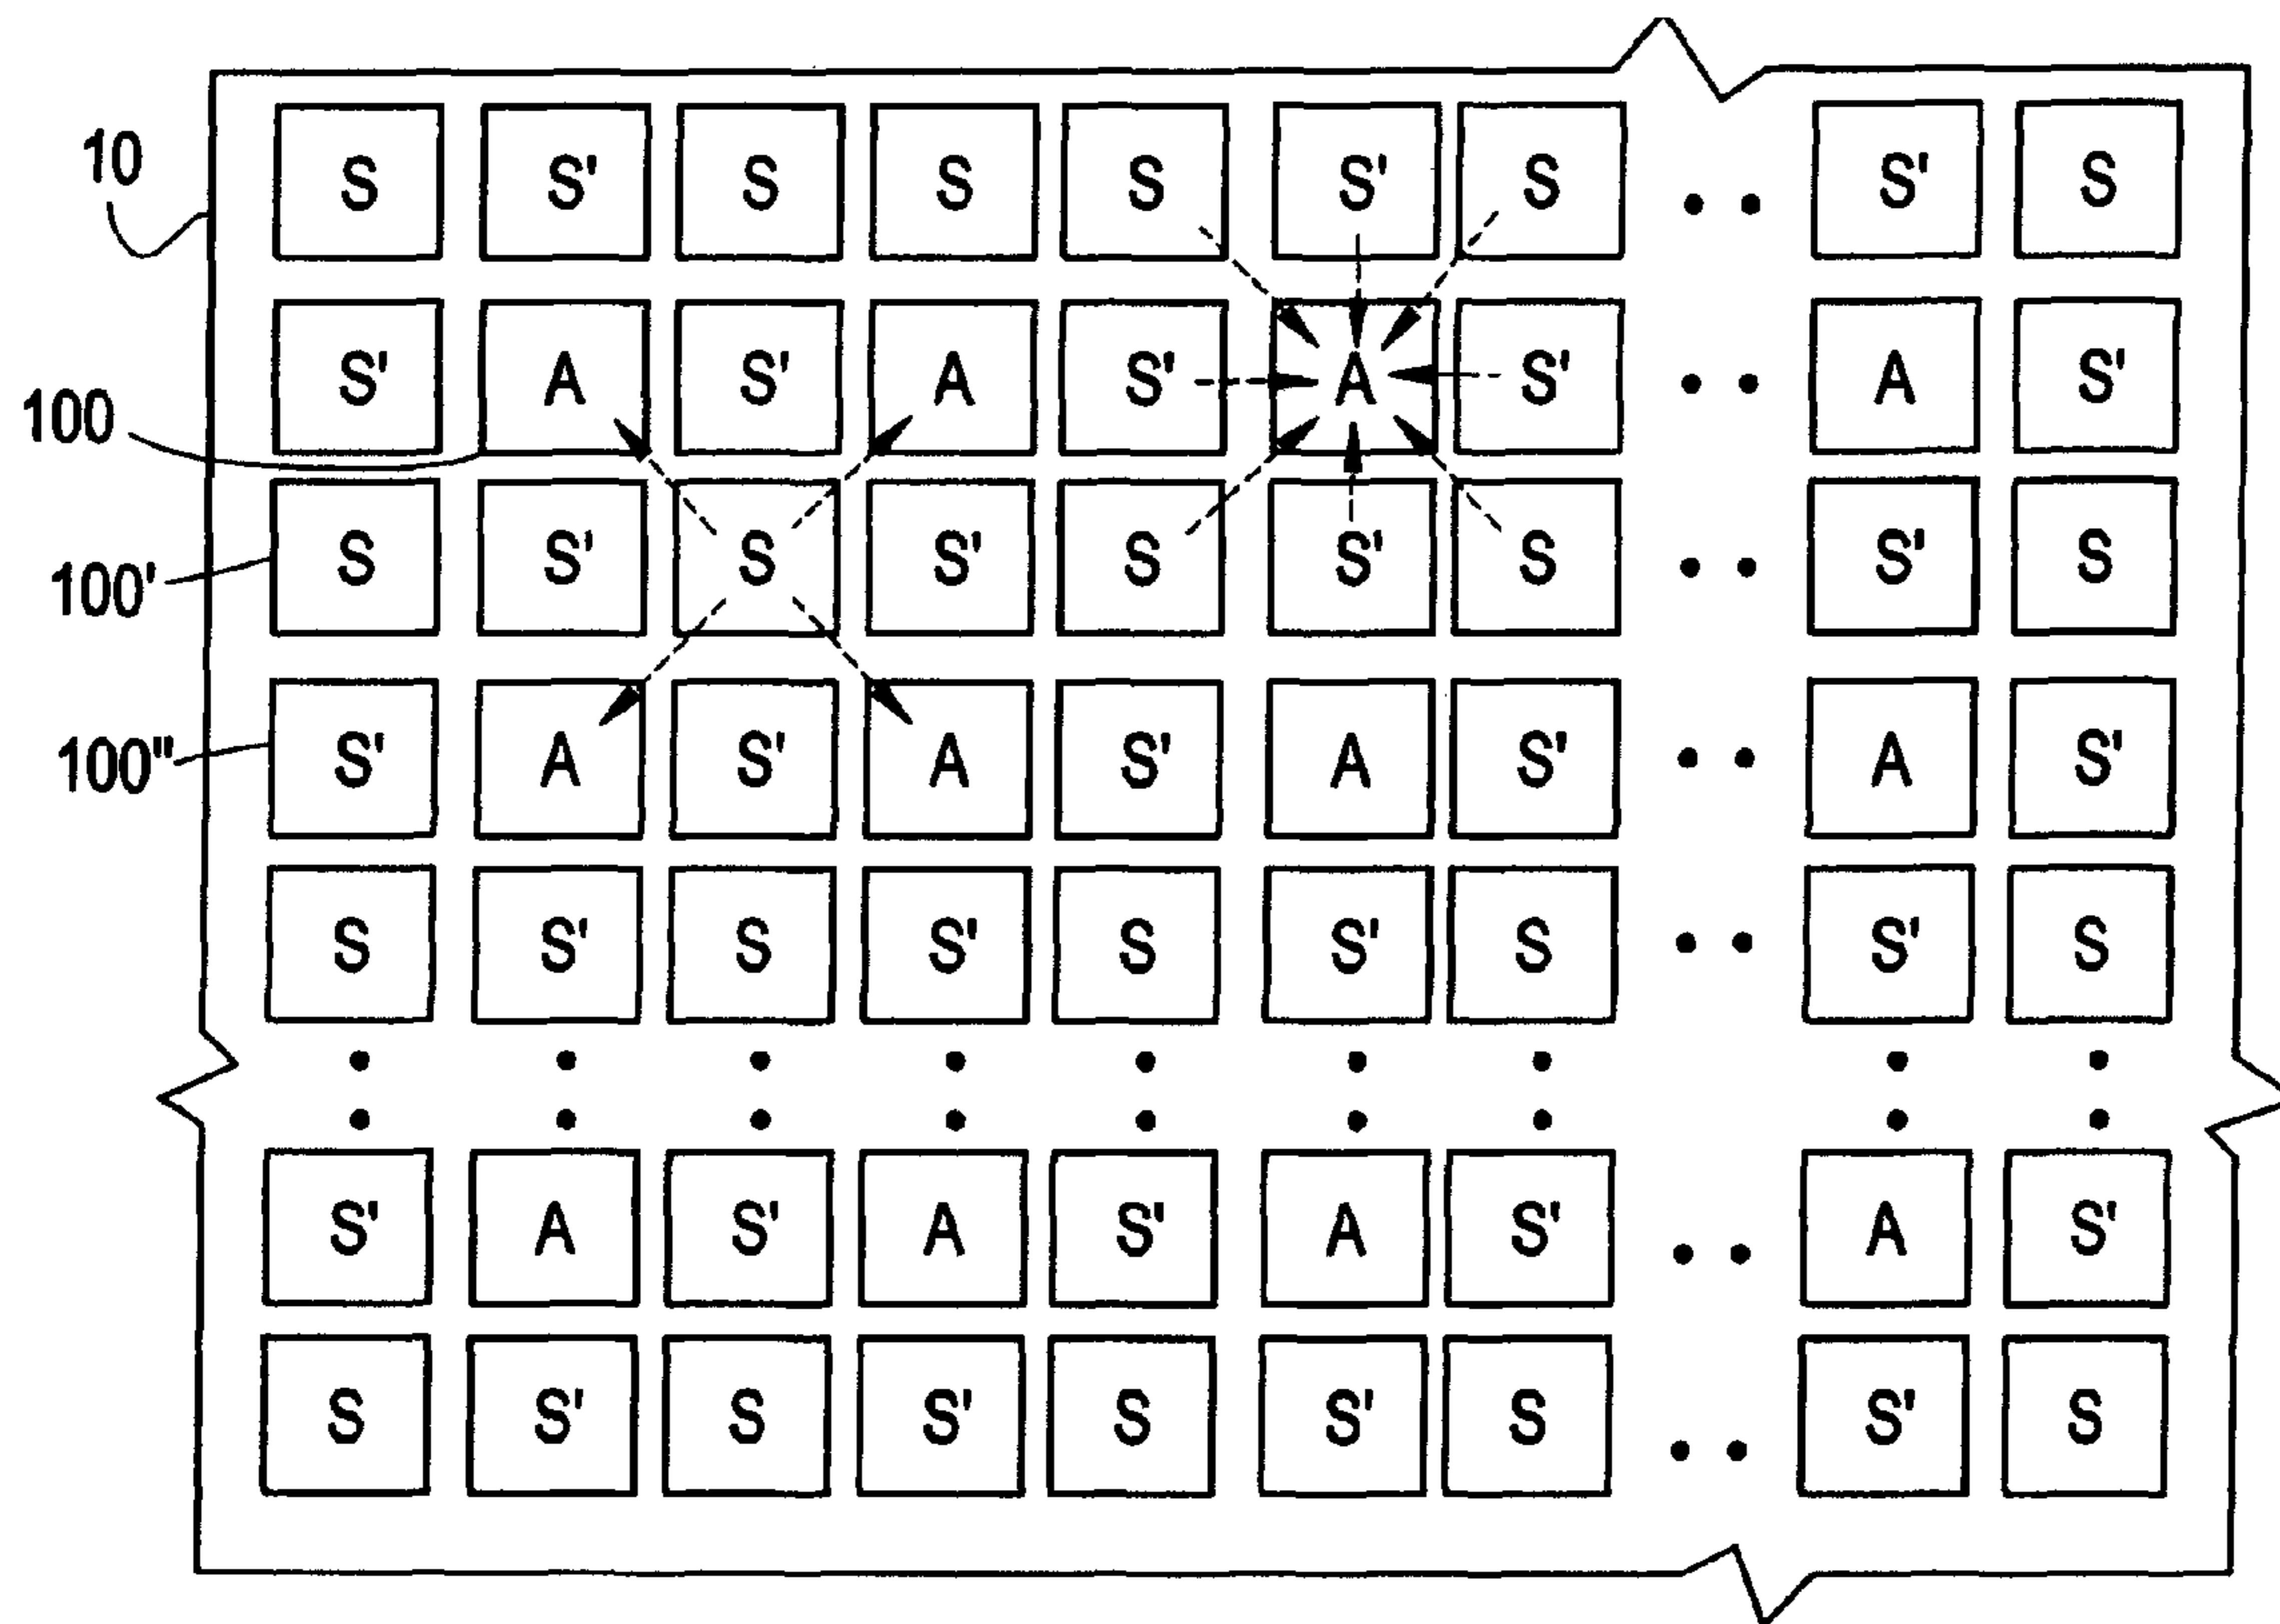 10 S S' S S S S' S S' S
100 S' A S' A S' A S' A S'
100' S S' S S' S S' S S' S
100" S' A S' A S' A S' A S'
S S' S S' S S' S S' S
S' A S' A S' A S' A S'
S S' S S' S S' S S' S